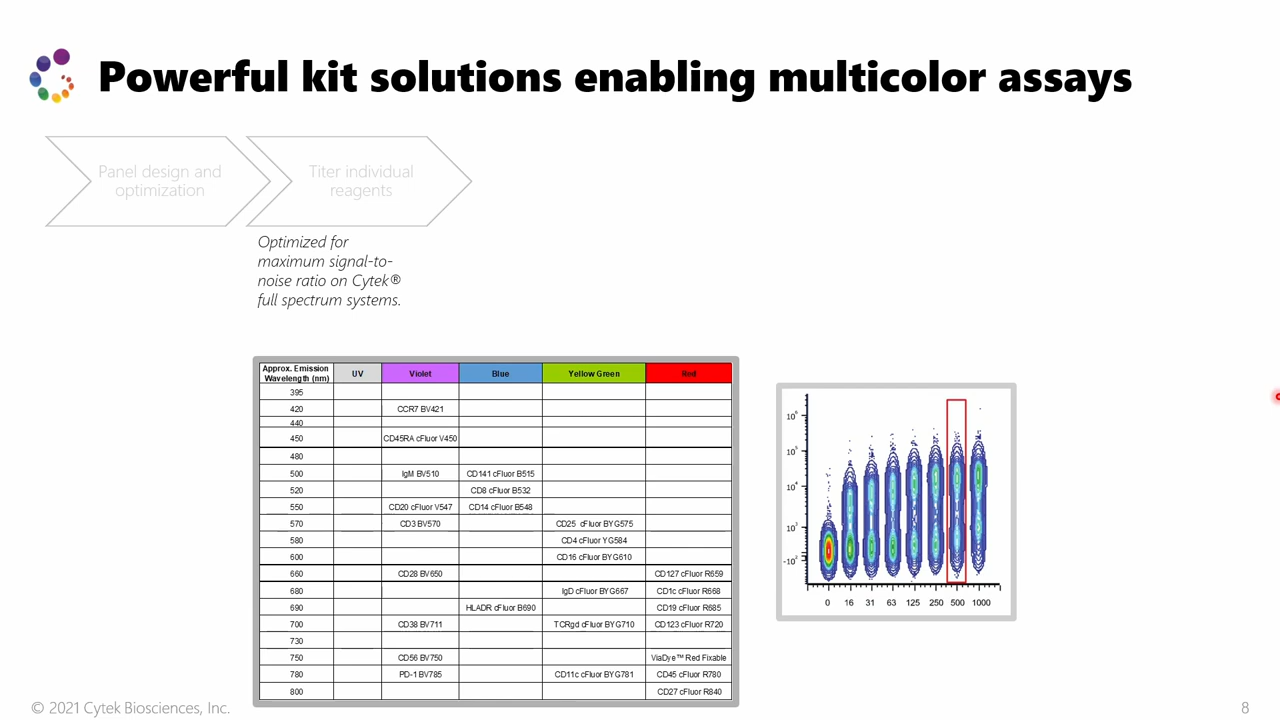 Powerful kit solutions enabling multicolor assays
Panel design and
optimization
Titer individual
reagents
Optimized for
maximum signal-to-
noise ratio on Cytek®
full spectrum systems.
Approx. Emission
Wavelength (nm)
UV
Violet
Blue
Yellow Green
Red
395
420 CCR7 BV421
440
450 CD45RA cFluor V450
480
500 IgM BV510 CD141 cFluor B515
520 CD8 cFluor B532
550 CD20 cFluor V547 CD14 cFluor B548
570 CD3 BV570 CD25 cFluor BYG575
580 CD4 cFluor YG584
600 CD16 cFluor BYG610
660 CD28 BV650 CD127 cFluor R659
680 IgD cFluor BYG667 CD1c cFluor R668
690 HLADR cFluor B690 CD19 cFluor R685
700 CD38 BV711 TCRgd cFluor BYG710 CD123 cFluor R720
730
750 CD56 BV750 ViaDye™ Red Fixable
780 PD-1 BV785 CD11c cFluor BYG781 CD45 cFluor R780
800 CD27 cFluor R840
10⁶
10⁵
10⁴
10³
0 16 31 63 125 250 500 1000
© 2021 Cytek Biosciences, Inc.
8